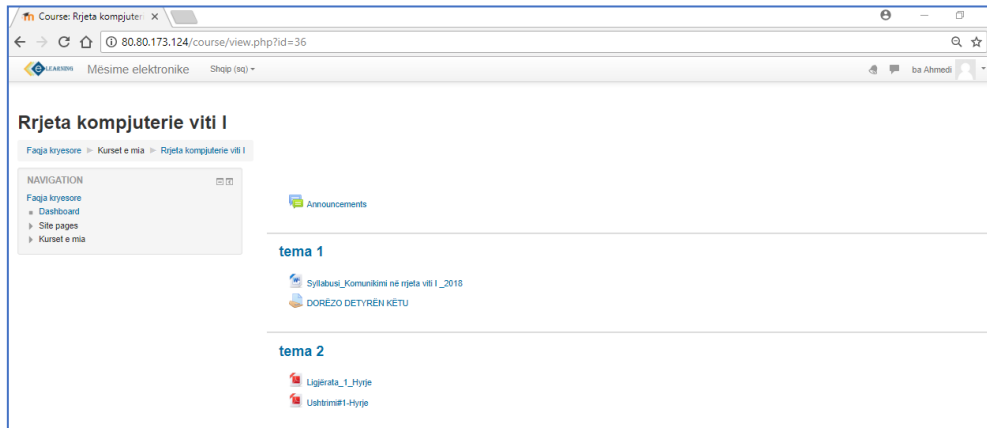 Course: Rrjeta kompjuteri
80.80.173.124/course/view.php?id=36
eLEARNING Mësime elektronike Shqip (sq) ba Ahmedi
Rrjeta kompjuterie viti I
Faqja kryesore Kurset e mia Rrjeta kompjuterie viti I
NAVIGATION
Faqja kryesore
Dashboard
Site pages
Kurset e mia
Announcements
tema 1
Syllabusi_Komunikimi në rrjeta viti I _2018
DORËZO DETYRËN KËTU
tema 2
Ligjërata_1_Hyrje
Ushtrimi#1-Hyrje